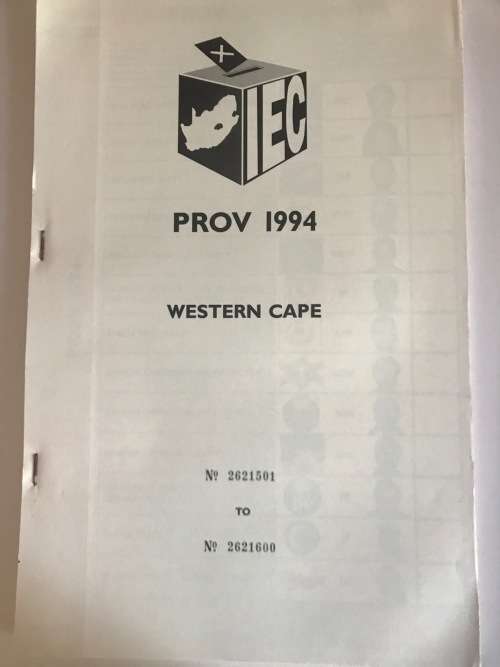 IEC
PROV 1994
WESTERN CAPE
Nº 2621501
TO
Nº 2621600